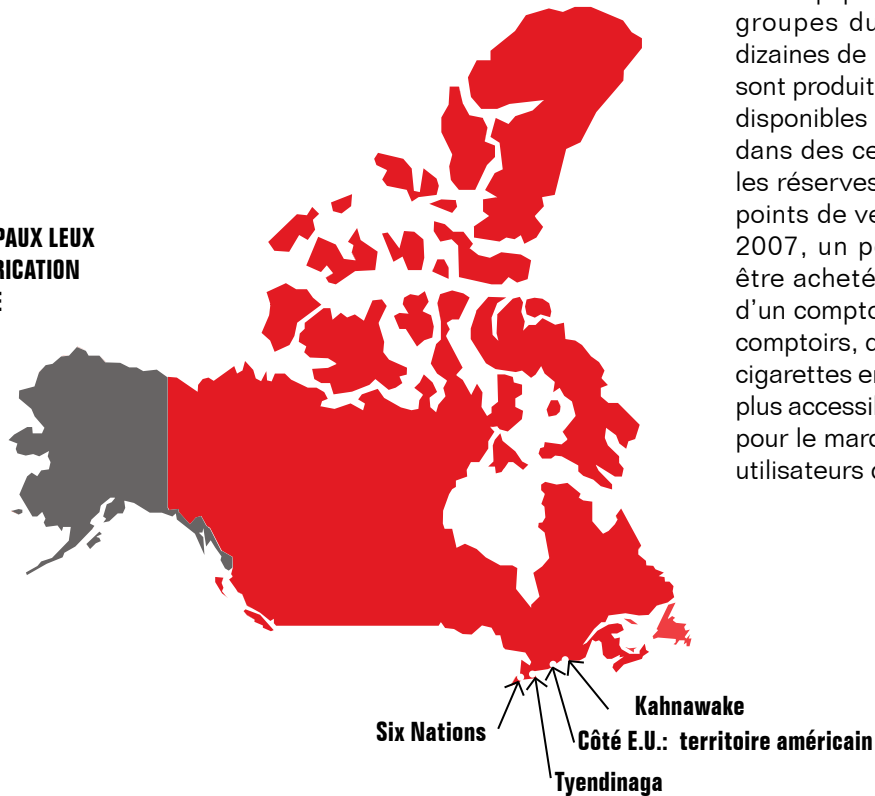 PAUX LEUX
RICATION
E
groupes du
dizaines de
sont produit
disponibles
dans des ce
les réserves
points de ve
2007, un p
être acheté
d’un compto
comptoirs, d
cigarettes e
plus accessi
pour le marc
utilisateurs
Kahnawake
Six Nations
Côté E.U.: territoire américain
Tyendinaga